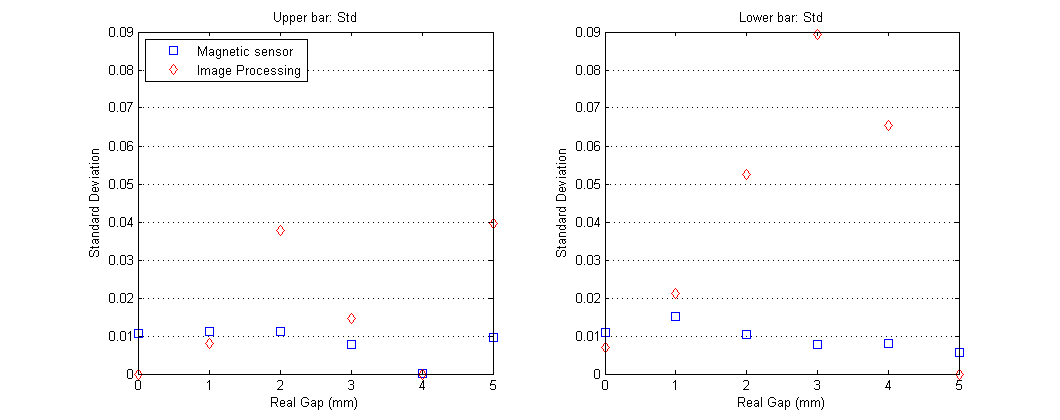 Upper bar: Std
0.09
0.08
0.07
0.06
0.05
0.04
0.03
0.02
0.01
0
Standard Deviation
Magnetic sensor
Image Processing
0 1 2 3 4 5
Real Gap (mm)
Lower bar: Std
0.09
0.08
0.07
0.06
0.05
0.04
0.03
0.02
0.01
0
Standard Deviation
0 1 2 3 4 5
Real Gap (mm)